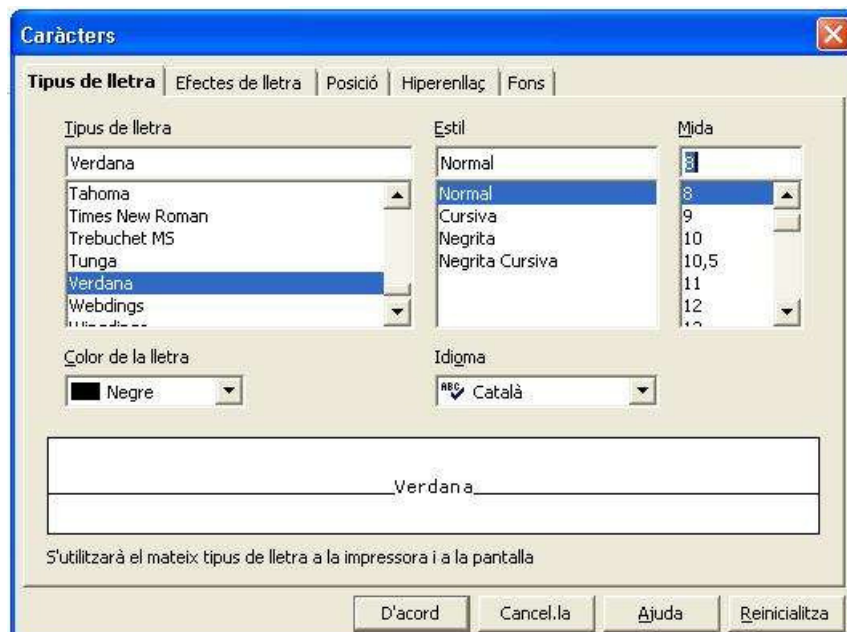 Caràcters
Tipus de lletra Efectes de lletra Posició Hiperenllaç Fons
Tipus de lletra Estil Mida
Verdana Normal 8
Tahoma Normal 8
Times New Roman Cursiva 9
Trebuchet MS Negrita 10
Tunga Negrita Cursiva 10,5
Verdana 11
Webdings 12
Color de la lletra Idioma
Negre ABC Català
Verdana
S'utilitzarà el mateix tipus de lletra a la impressora i a la pantalla
D'acord Cancel.la Ajuda Reinicialitza